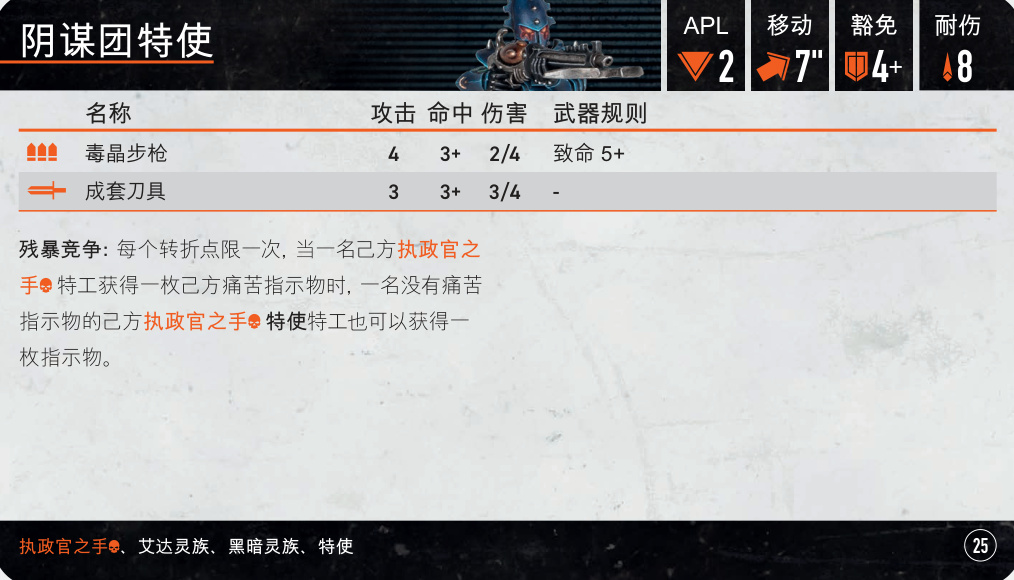 阴谋团特使
APL 移动 豁免 耐伤
2 7" 4+ 8
名称 攻击 命中 伤害 武器规则
毒晶步枪 4 3+ 2/4 致命 5+
成套刀具 3 3+ 3/4 -
残暴竞争: 每个转折点限一次, 当一名己方执政官之
手特工获得一枚己方痛苦指示物时, 一名没有痛苦
指示物的己方执政官之手特使特工也可以获得一
枚指示物。
执政官之手、艾达灵族、黑暗灵族、特使
25